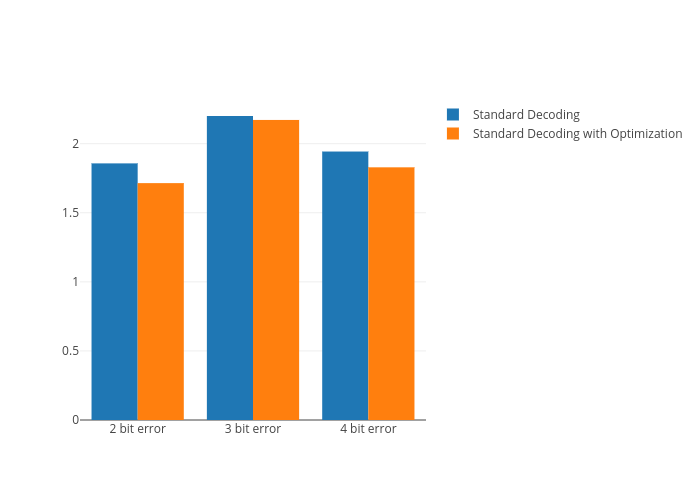 Standard Decoding
Standard Decoding with Optimization
2
1.5
1
0.5
0
2 bit error
3 bit error
4 bit error